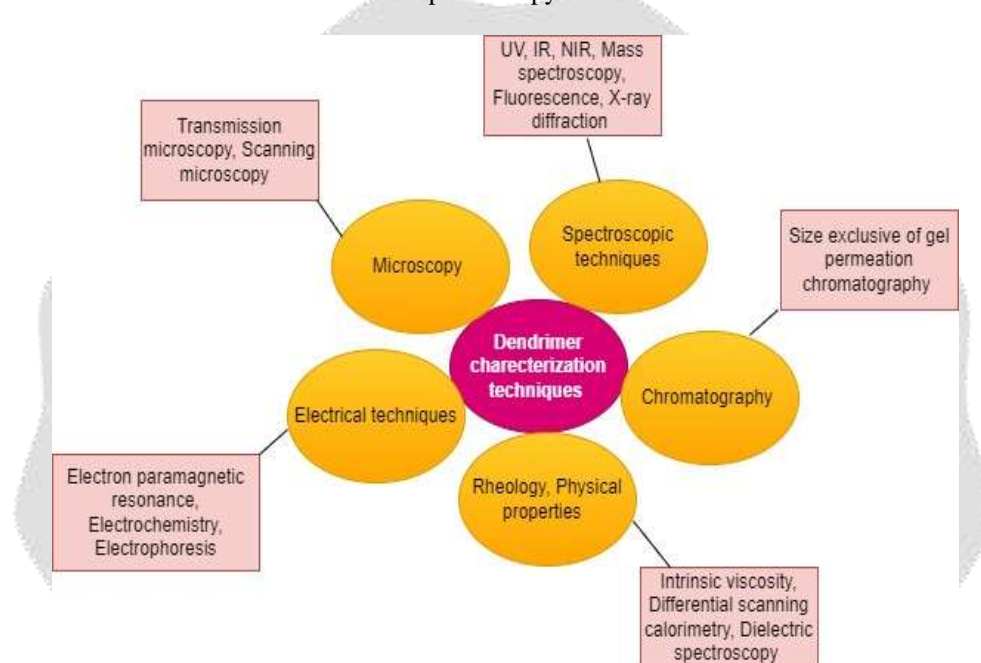 UV, IR, NIR, Mass
spectroscopy,
Fluorescence, X-ray
diffraction
Transmission
microscopy, Scanning
microscopy
Spectroscopic
techniques
Size exclusive of gel
permeation
chromatography
Microscopy
Dendrimer
charecterization
techniques
Chromatography
Electrical techniques
Electron paramagnetic
resonance,
Electrochemistry,
Electrophoresis
Rheology, Physical
properties
Intrinsic viscosity,
Differential scanning
calorimetry, Dielectric
spectroscopy